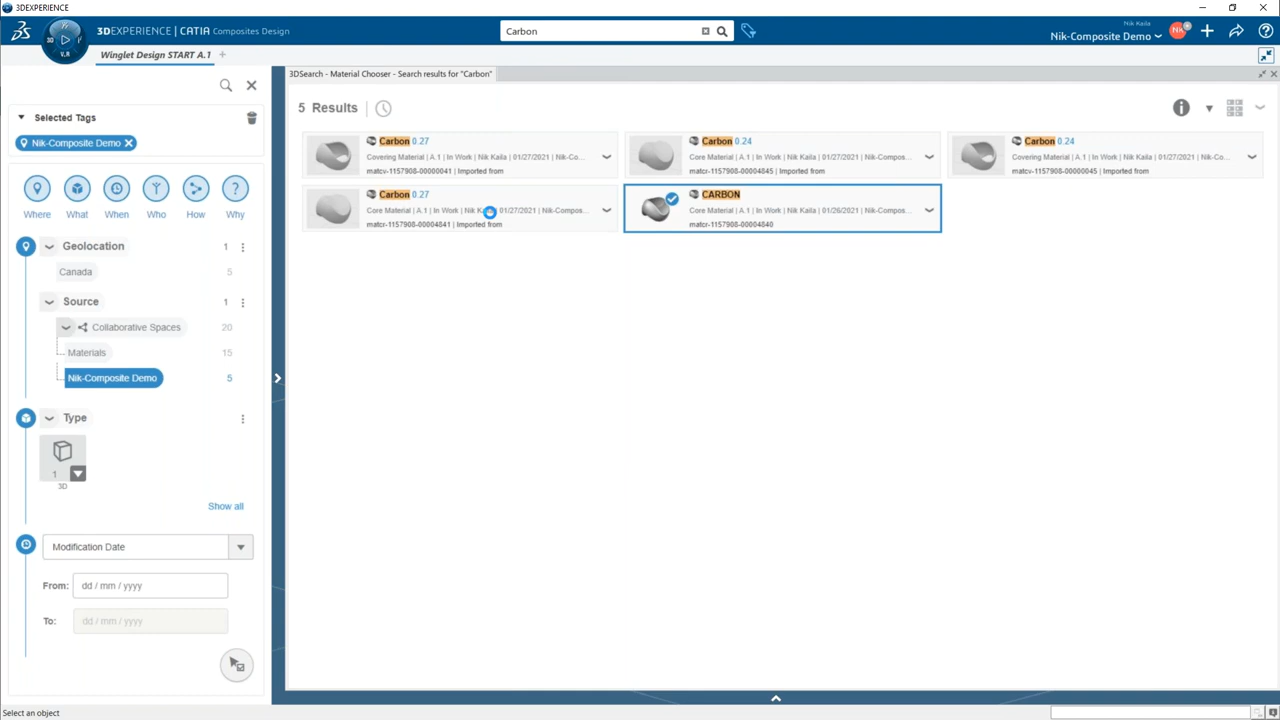 3DEXPERIENCE
3DEXPERIENCE | CATIA Composites Design
Carbon
Nik Kaila
Nik-Composite Demo
NK
V,R
Winglet Design START A.1
3DSearch - Material Chooser - Search results for "Carbon"
Selected Tags
Nik-Composite Demo
Where What When Who How Why
Geolocation 1
Canada 5
Source 1
Collaborative Spaces 20
Materials 15
Nik-Composite Demo 5
Type
1
3D
Show all
Modification Date
From: dd / mm / yyyy
To: dd / mm / yyyy
5 Results
Carbon 0.27
Covering Material | A.1 | In Work | Nik Kaila | 01/27/2021 | Nik-Co...
matcv-1157908-00000041 | Imported from
Carbon 0.24
Core Material | A.1 | In Work | Nik Kaila | 01/27/2021 | Nik-Compos...
matcr-1157908-00004845 | Imported from
Carbon 0.24
Covering Material | A.1 | In Work | Nik Kaila | 01/27/2021 | Nik-Co...
matcv-1157908-00000045 | Imported from
Carbon 0.27
Core Material | A.1 | In Work | Nik Kaila | 01/27/2021 | Nik-Compos...
matcr-1157908-00004841 | Imported from
CARBON
Core Material | A.1 | In Work | Nik Kaila | 01/26/2021 | Nik-Compos...
matcr-1157908-00004840
Select an object